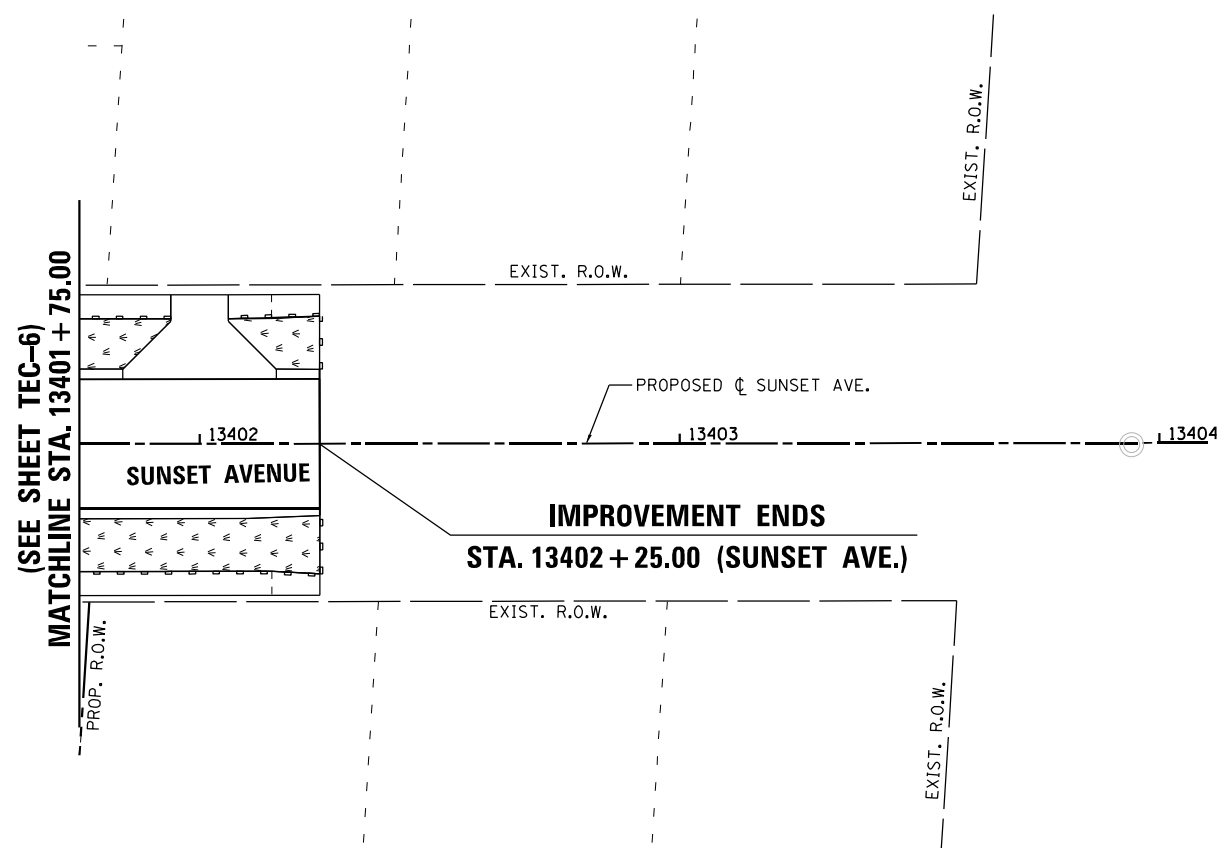 EXIST. R.O.W.
EXIST. R.O.W.
(SEE SHEET TEC-6)
MATCHLINE STA. 13401 + 75.00
PROPOSED ℄ SUNSET AVE.
13402
13403
13404
SUNSET AVENUE
IMPROVEMENT ENDS
STA. 13402 + 25.00 (SUNSET AVE.)
EXIST. R.O.W.
PROP. R.O.W.
EXIST. R.O.W.